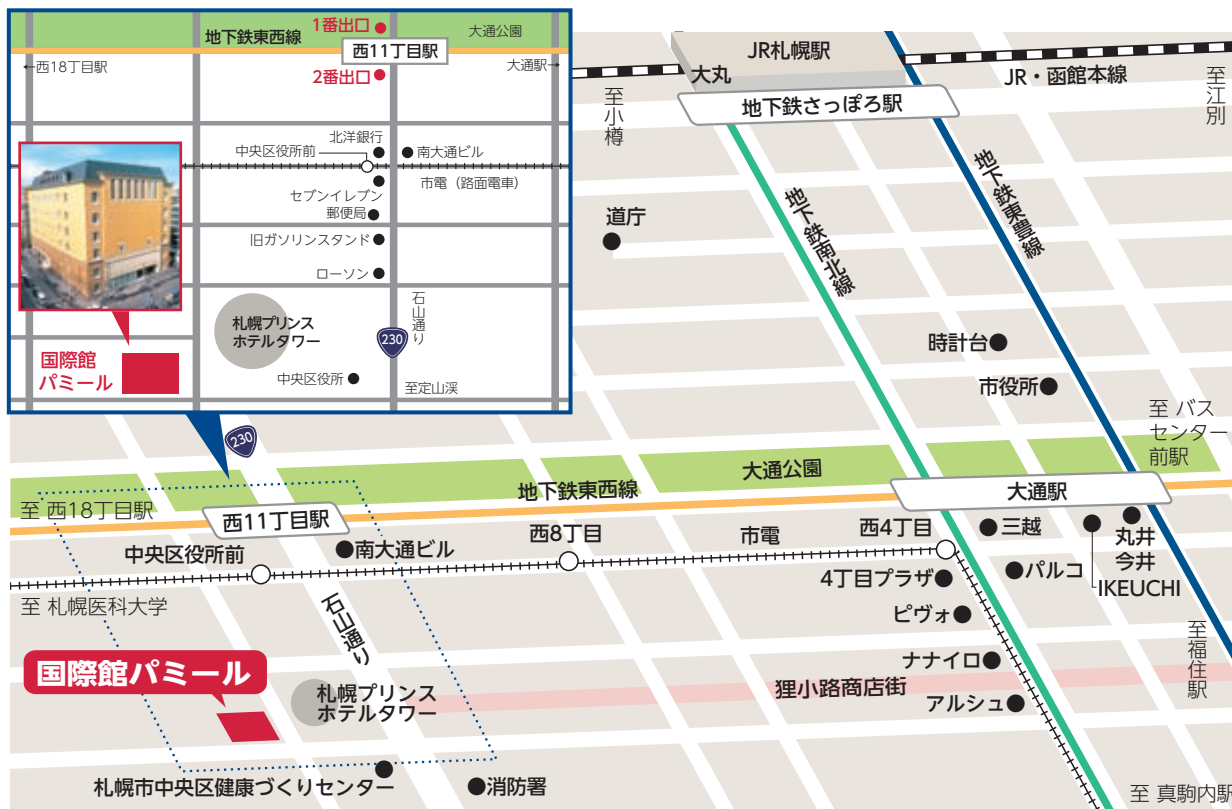 1番出口
地下鉄東西線
大通公園
西11丁目駅
←西18丁目駅
大通駅→
2番出口
北洋銀行
中央区役所前
南大通ビル
市電（路面電車）
セブンイレブン
郵便局
旧ガソリンスタンド
ローソン
石山通り
札幌プリンス
ホテルタワー
230
国際館
パミール
中央区役所
至定山渓
JR札幌駅
大丸
JR・函館本線
地下鉄さっぽろ駅
至小樽
至江別
地下鉄南北線
地下鉄東豊線
道庁
時計台
市役所
至 バス
センター
前駅
230
大通公園
地下鉄東西線
大通駅
至 西18丁目駅
西11丁目駅
中央区役所前
南大通ビル
西8丁目
市電
西4丁目
三越
丸井
今井
パルコ
IKEUCHI
4丁目プラザ
至 札幌医科大学
石山通り
ピヴォ
至福住駅
国際館パミール
ナナイロ
狸小路商店街
札幌プリンス
ホテルタワー
アルシュ
札幌市中央区健康づくりセンター
消防署
至 真駒内駅